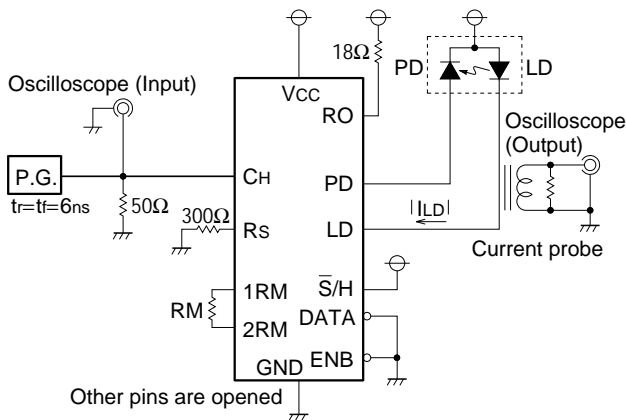 18Ω
PD
LD
Oscilloscope (Input)
VCC
RO
Oscilloscope
(Output)
P.G.
CH
PD
tr=tf=6ns
50Ω
300Ω
RS
LD
|ILD|
Current probe
S̅/H
RM
1RM
DATA
2RM
GND
ENB
Other pins are opened